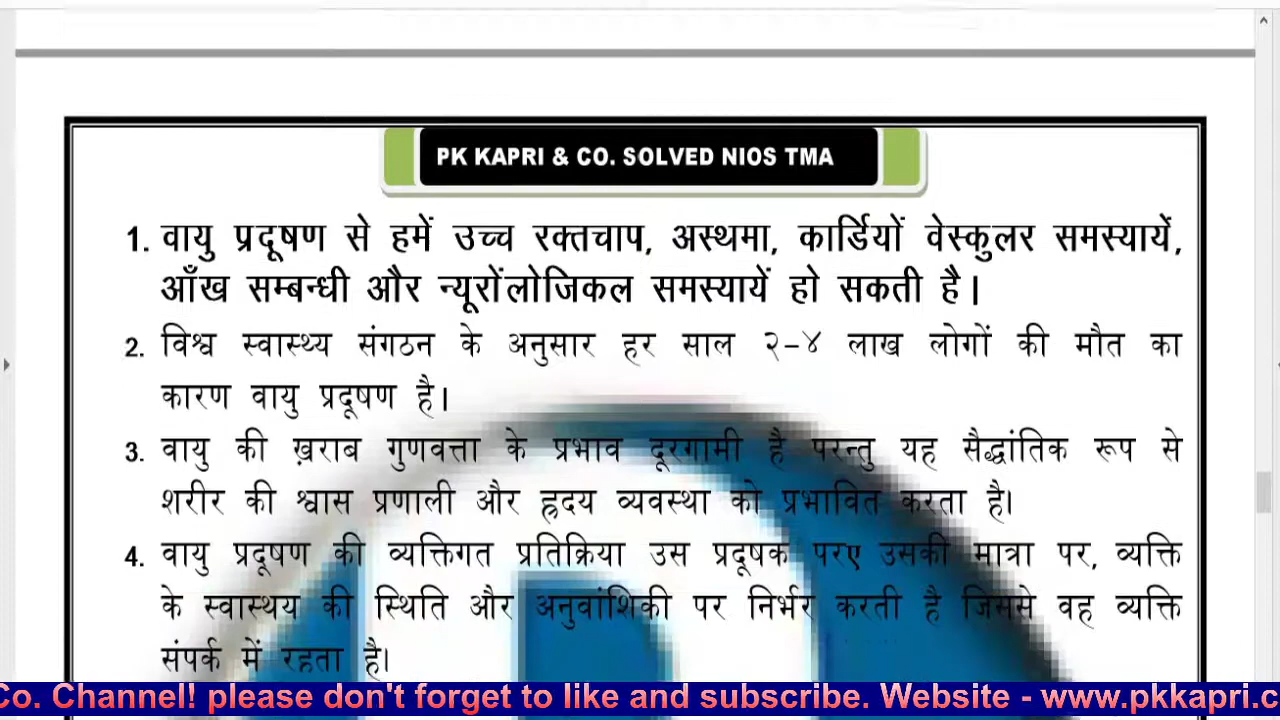 PK KAPRI & CO. SOLVED NIOS TMA
1. वायु प्रदूषण से हमें उच्च रक्तचाप, अस्थमा, कार्डियों वेस्कुलर समस्यायें,
आँख सम्बन्धी और न्यूरोंलोजिकल समस्यायें हो सकती है।
2. विश्व स्वास्थ्य संगठन के अनुसार हर साल २-४ लाख लोगों की मौत का
कारण वायु प्रदूषण है।
3. वायु की ख़राब गुणवत्ता के प्रभाव दूरगामी है परन्तु यह सैद्धांतिक रूप से
शरीर की श्वास प्रणाली और ह्रदय व्यवस्था को प्रभावित करता है।
4. वायु प्रदूषण की व्यक्तिगत प्रतिक्रिया उस प्रदूषक परए उसकी मात्रा पर, व्यक्ति
के स्वास्थय की स्थिति और अनुवांशिकी पर निर्भर करती है जिससे वह व्यक्ति
संपर्क में रहता है।
Co. Channel! please don't forget to like and subscribe. Website - www.pkkapri.c